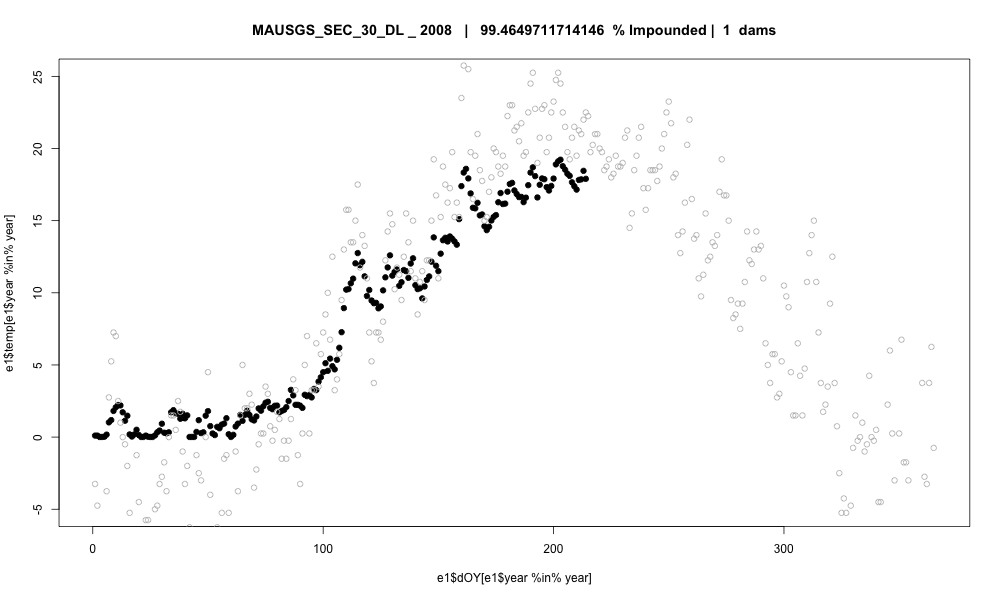 MAUSGS_SEC_30_DL _ 2008 | 99.4649711714146 % Impounded | 1 dams
e1$temp[e1$year %in% year]
25
20
15
10
5
0
-5
0 100 200 300
e1$dOY[e1$year %in% year]